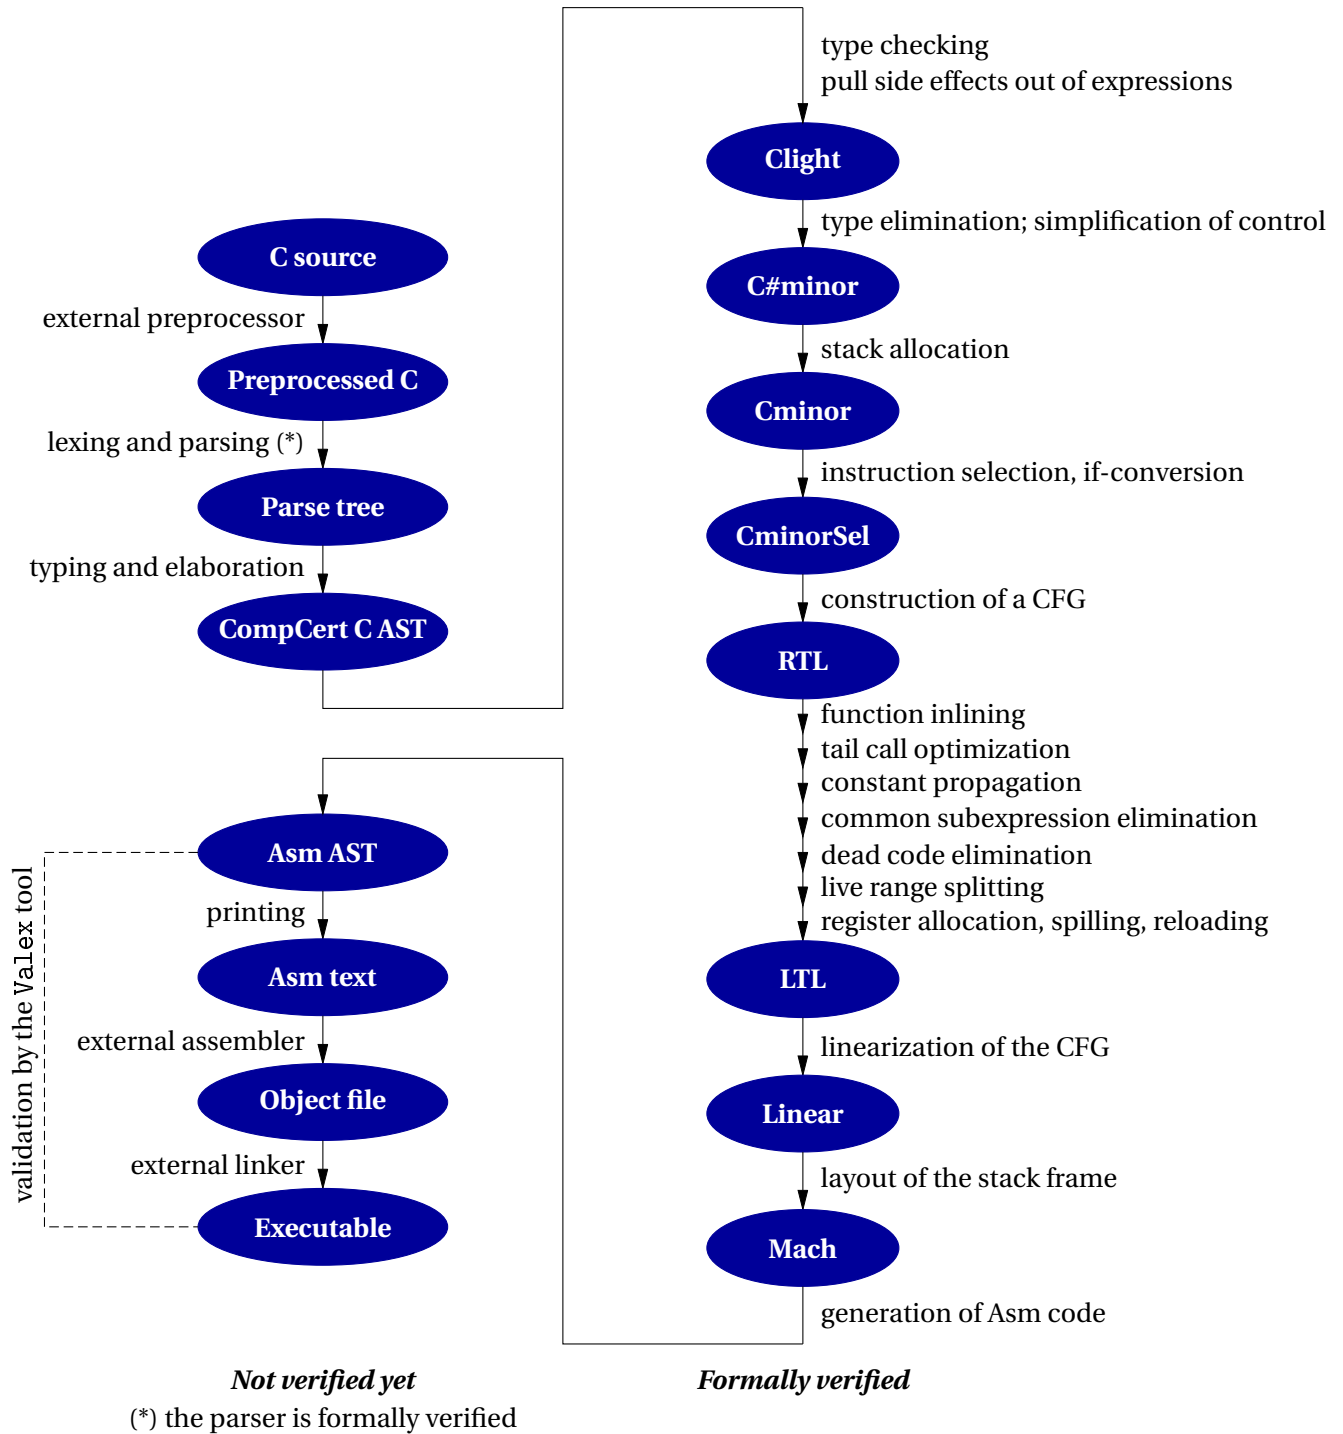 C source
external preprocessor
Preprocessed C
lexing and parsing (*)
Parse tree
typing and elaboration
CompCert C AST
type checking
pull side effects out of expressions
Clight
type elimination; simplification of control
C#minor
stack allocation
Cminor
instruction selection, if-conversion
CminorSel
construction of a CFG
RTL
function inlining
tail call optimization
constant propagation
common subexpression elimination
dead code elimination
live range splitting
register allocation, spilling, reloading
LTL
linearization of the CFG
Linear
layout of the stack frame
Mach
generation of Asm code
Asm AST
printing
Asm text
external assembler
Object file
external linker
Executable
validation by the Valex tool
Not verified yet
(*) the parser is formally verified
Formally verified